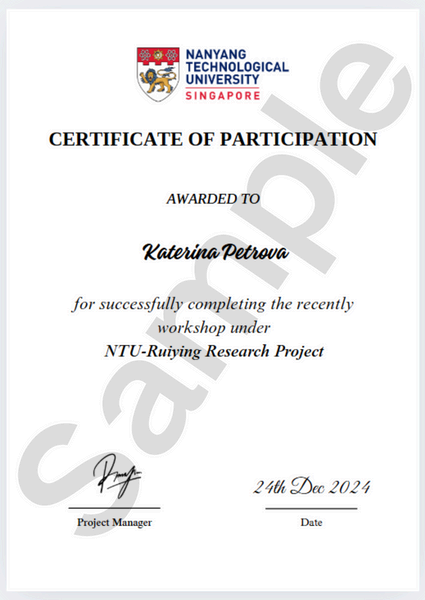 NANYANG
TECHNOLOGICAL
UNIVERSITY
SINGAPORE
CERTIFICATE OF PARTICIPATION
AWARDED TO
Katerina Petrova
for successfully completing the recently
workshop under
NTU-Ruiying Research Project
24th Dec 2024
Project Manager
Date
Sample